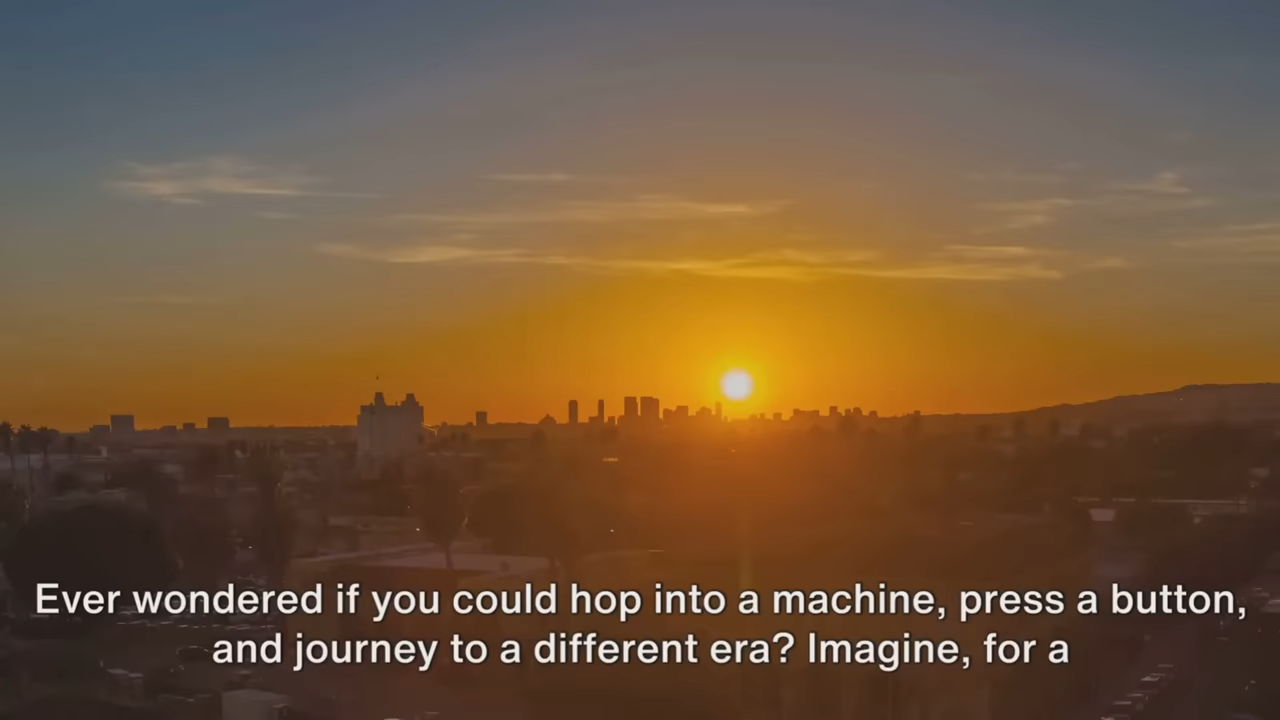 Ever wondered if you could hop into a machine, press a button,
and journey to a different era? Imagine, for a